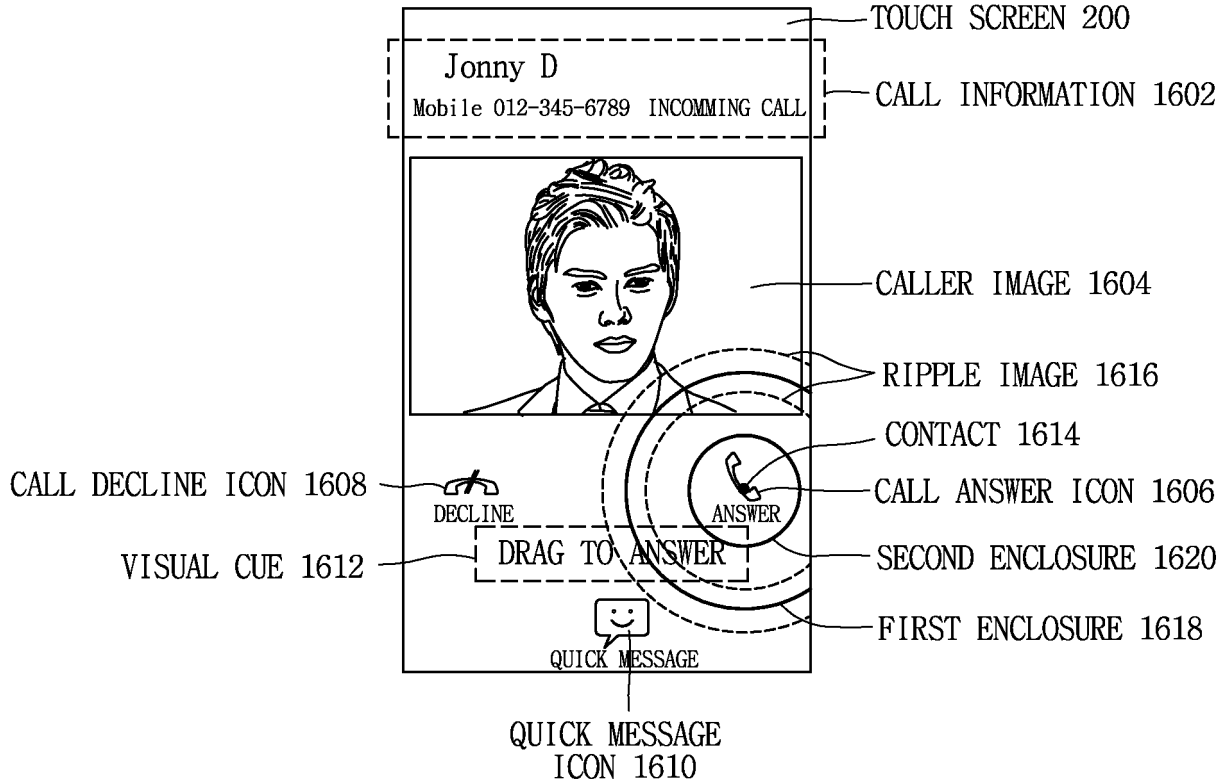 TOUCH SCREEN 200
Jonny D
CALL INFORMATION 1602
Mobile 012-345-6789 INCOMMING CALL
CALLER IMAGE 1604
RIPPLE IMAGE 1616
CONTACT 1614
CALL DECLINE ICON 1608
CALL ANSWER ICON 1606
DECLINE
ANSWER
DRAG TO ANSWER
VISUAL CUE 1612
SECOND ENCLOSURE 1620
FIRST ENCLOSURE 1618
QUICK MESSAGE
QUICK MESSAGE
ICON 1610